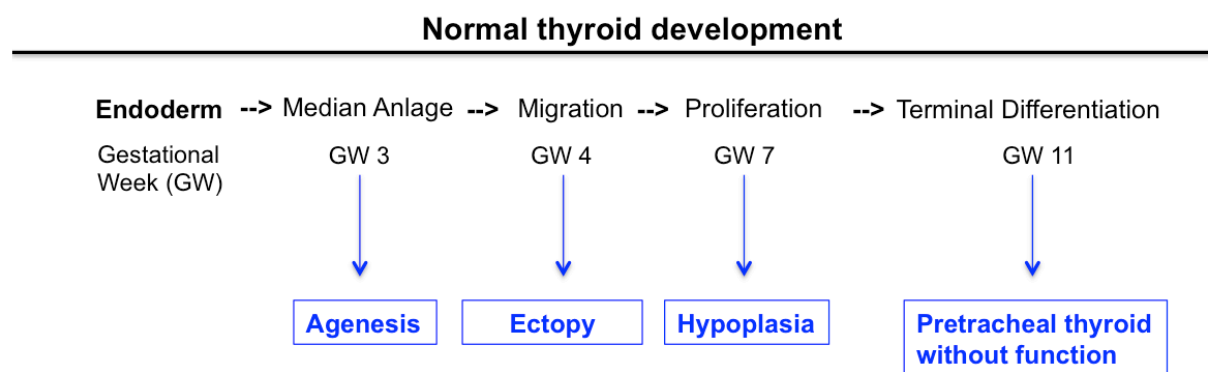 Normal thyroid development
Endoderm --> Median Anlage --> Migration --> Proliferation --> Terminal Differentiation
Gestational Week (GW) GW 3 GW 4 GW 7 GW 11
Agenesis Ectopy Hypoplasia Pretracheal thyroid
without function